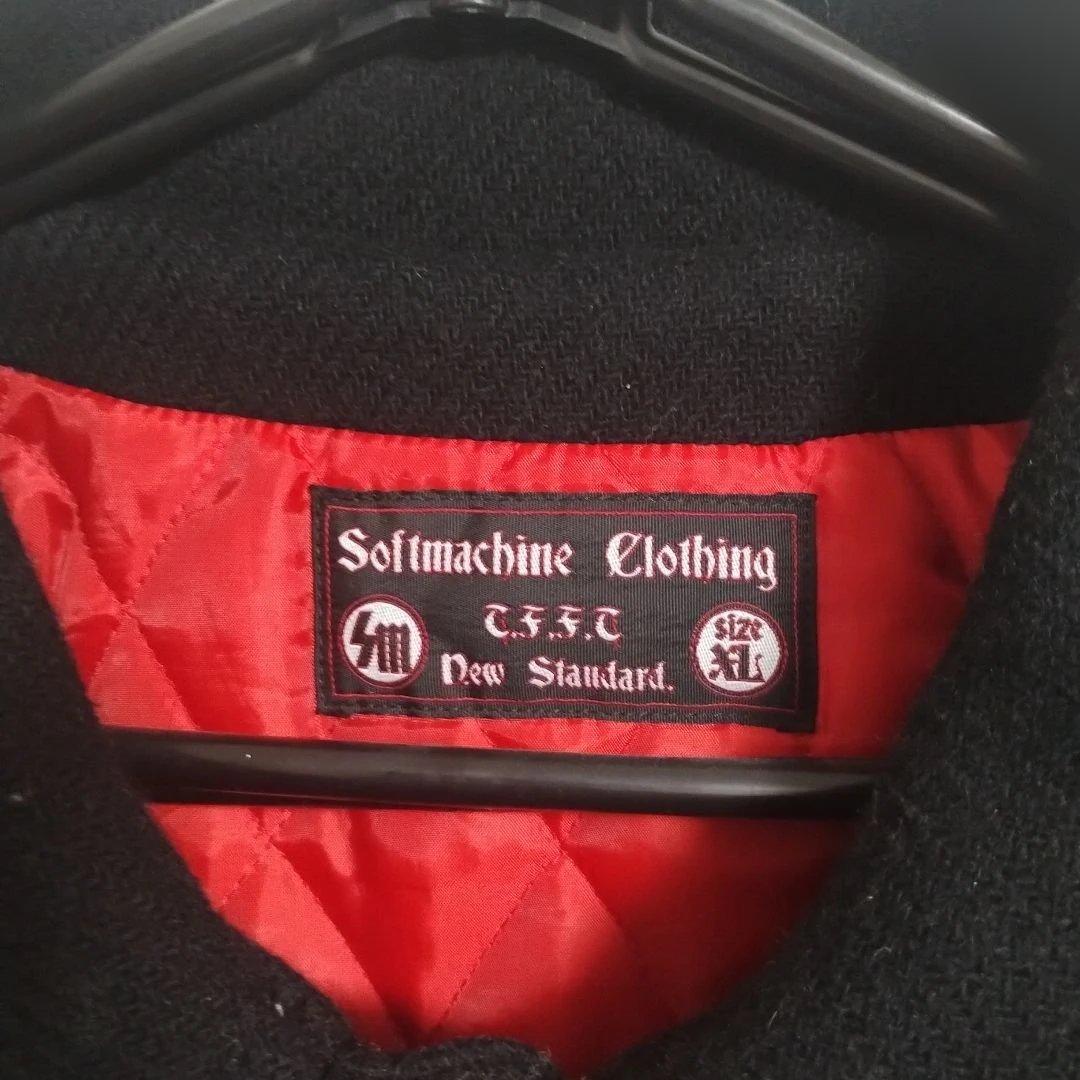 Softmachine Clothing
T.F.F.T
SM
New Standard.
size
XL